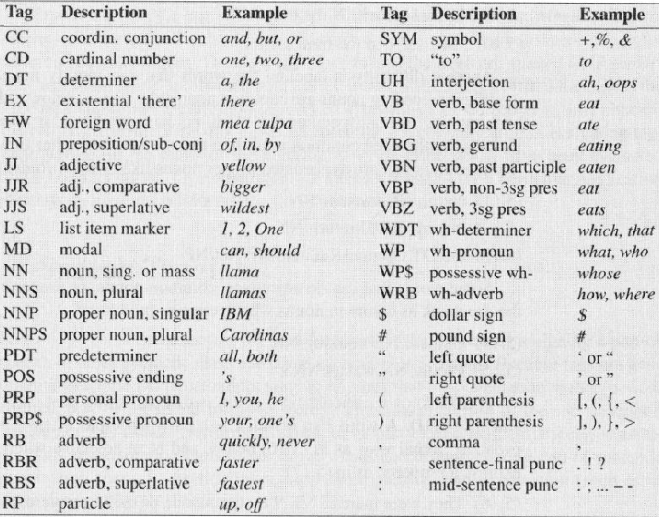 Tag Description Example Tag Description Example
CC coordin. conjunction and, but, or SYM symbol +,%, &
CD cardinal number one, two, three TO "to" to
DT determiner a, the UH interjection ah, oops
EX existential 'there' there VB verb, base form eat
FW foreign word mea culpa VBD verb, past tense ate
IN preposition/sub-conj of, in, by VBG verb, gerund eating
JJ adjective yellow VBN verb, past participle eaten
JJR adj., comparative bigger VBP verb, non-3sg pres eat
JJS adj., superlative wildest VBZ verb, 3sg pres eats
LS list item marker 1, 2, One WDT wh-determiner which, that
MD modal can, should WP wh-pronoun what, who
NN noun, sing. or mass llama WP$ possessive wh- whose
NNS noun, plural llamas WRB wh-adverb how, where
NNP proper noun, singular IBM $ dollar sign $
NNPS proper noun, plural Carolinas # pound sign #
PDT predeterminer all, both “ left quote ‘ or “
POS possessive ending 's ” right quote ’ or ”
PRP personal pronoun I, you, he ( left parenthesis [, (, {, <
PRP$ possessive pronoun your, one's ) right parenthesis ], ), }, >
RB adverb quickly, never , comma ,
RBR adverb, comparative faster . sentence-final punc . ! ?
RBS adverb, superlative fastest : mid-sentence punc : ; ... – -
RP particle up, off